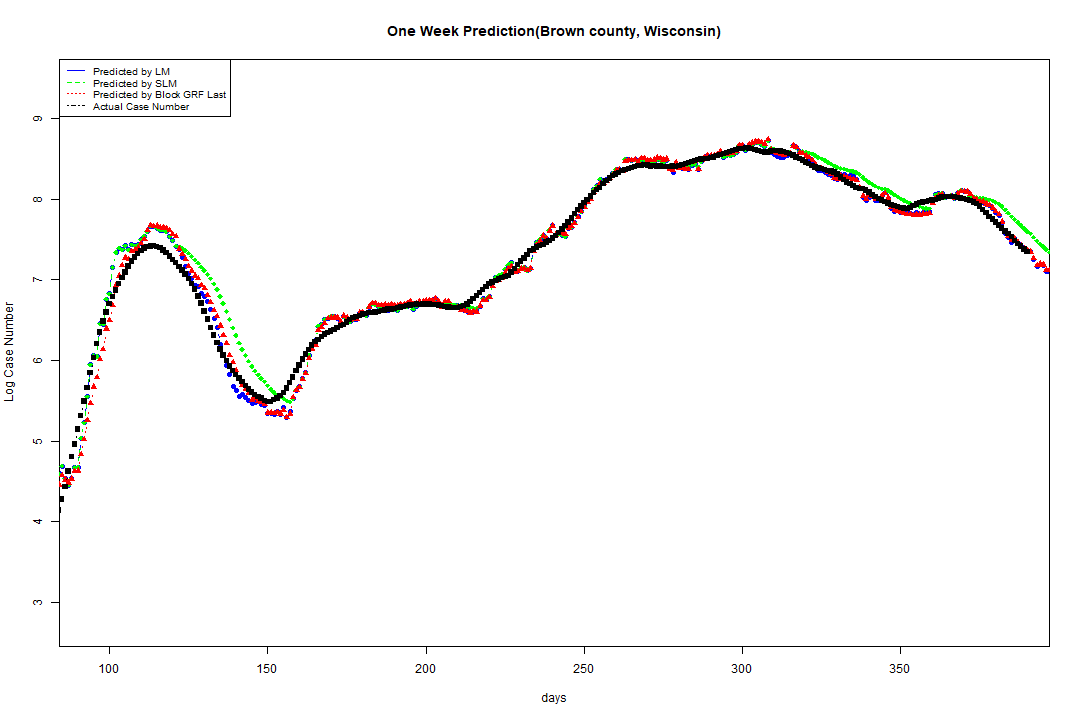 One Week Prediction(Brown county, Wisconsin)
Predicted by LM
Predicted by SLM
Predicted by Block GRF Last
Actual Case Number
9
8
7
6
5
4
3
Log Case Number
100 150 200 250 300 350
days